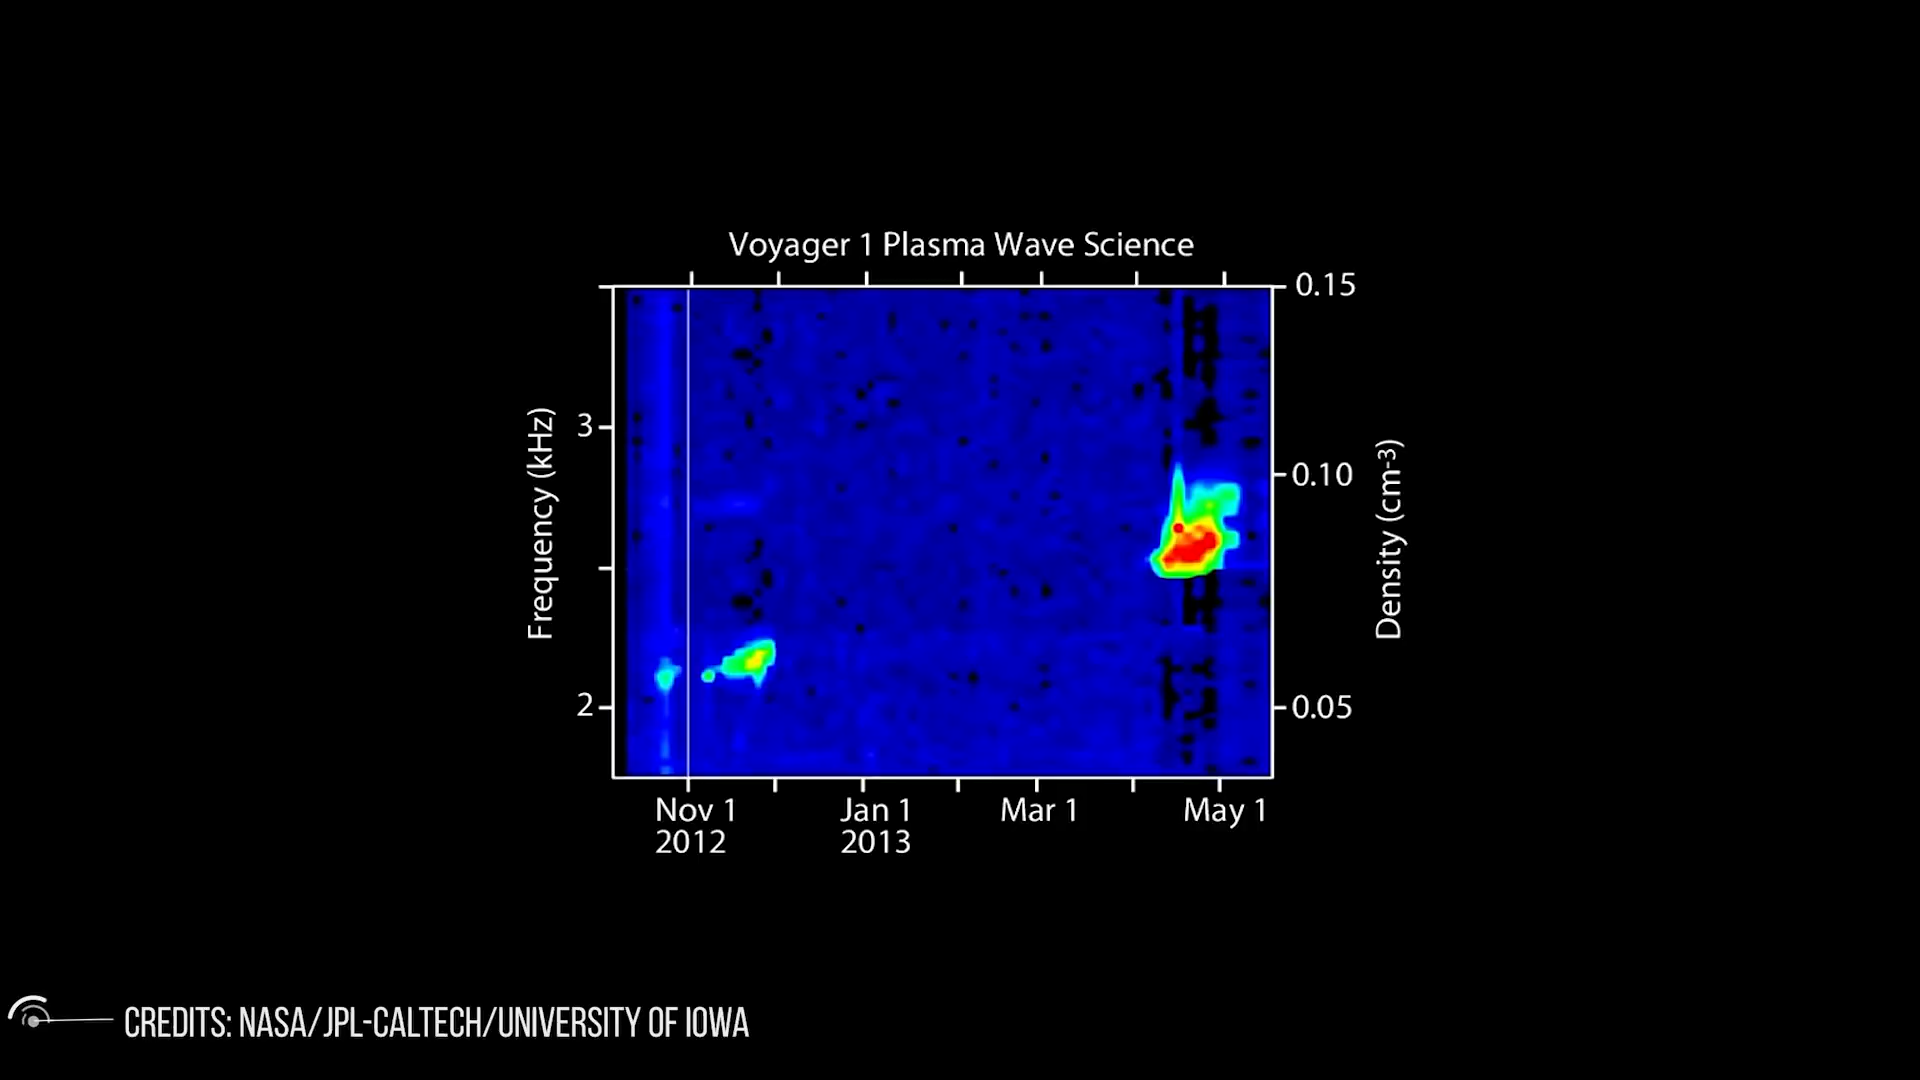 Voyager 1 Plasma Wave Science
0.15
3
0.10
Frequency (kHz)
Density (cm-3)
2
0.05
Nov 1
2012
Jan 1
2013
Mar 1
May 1
CREDITS: NASA/JPL-CALTECH/UNIVERSITY OF IOWA